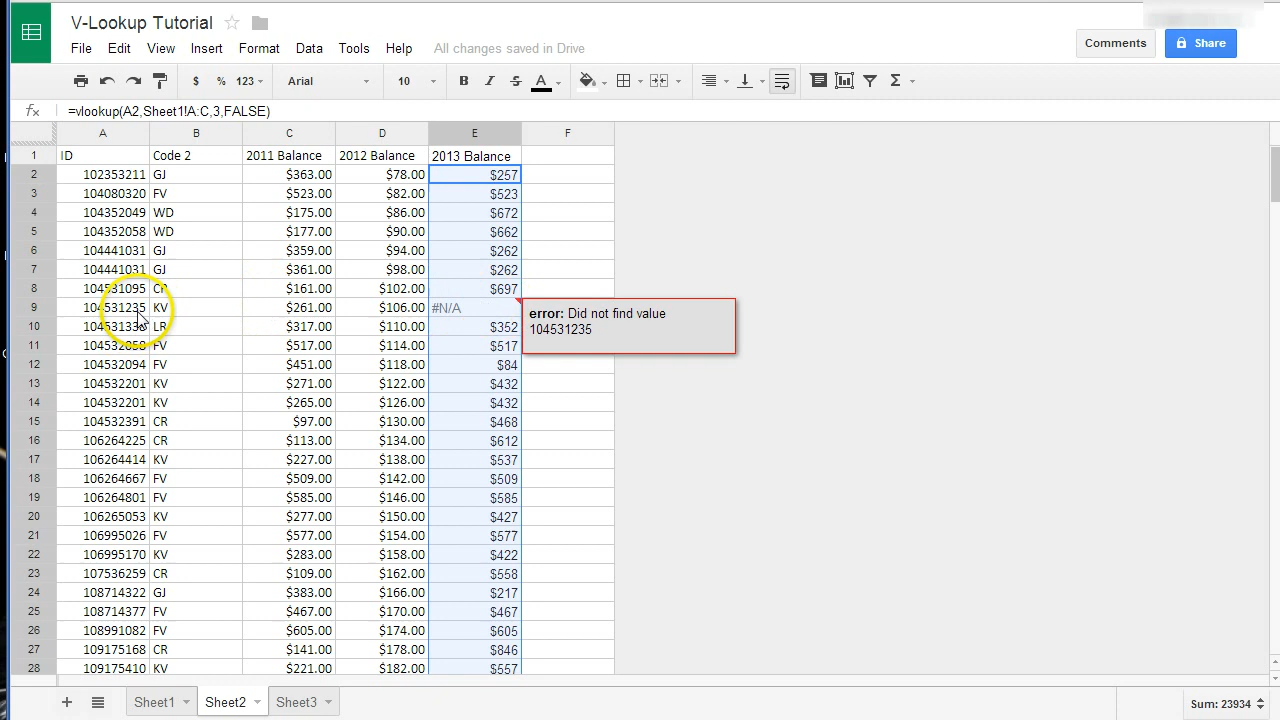 V-Lookup Tutorial
File Edit View Insert Format Data Tools Help All changes saved in Drive
Comments Share
$ % 123 Arial 10 B I S A Σ
fx =vlookup(A2,Sheet1!A:C,3,FALSE)
A B C D E F
1 ID Code 2 2011 Balance 2012 Balance 2013 Balance
2 102353211 GJ $363.00 $78.00 $257
3 104080320 FV $523.00 $82.00 $523
4 104352049 WD $175.00 $86.00 $672
5 104352058 WD $177.00 $90.00 $662
6 104441031 GJ $359.00 $94.00 $262
7 104441031 GJ $361.00 $98.00 $262
8 104531095 CR $161.00 $102.00 $697
9 104531235 KV $261.00 $106.00 #N/A
error: Did not find value
104531235
10 LR $317.00 $110.00 $352
11 FV $517.00 $114.00 $517
12 104532094 FV $451.00 $118.00 $84
13 104532201 KV $271.00 $122.00 $432
14 104532201 KV $265.00 $126.00 $432
15 104532391 CR $97.00 $130.00 $468
16 106264225 CR $113.00 $134.00 $612
17 106264414 KV $227.00 $138.00 $537
18 106264667 FV $509.00 $142.00 $509
19 106264801 FV $585.00 $146.00 $585
20 106265053 KV $277.00 $150.00 $427
21 106995026 FV $577.00 $154.00 $577
22 106995170 KV $283.00 $158.00 $422
23 107536259 CR $109.00 $162.00 $558
24 108714322 GJ $383.00 $166.00 $217
25 108714377 FV $467.00 $170.00 $467
26 108991082 FV $605.00 $174.00 $605
27 109175168 CR $141.00 $178.00 $846
28 109175410 KV $221.00 $182.00 $557
Sheet1 Sheet2 Sheet3 Sum: 23934